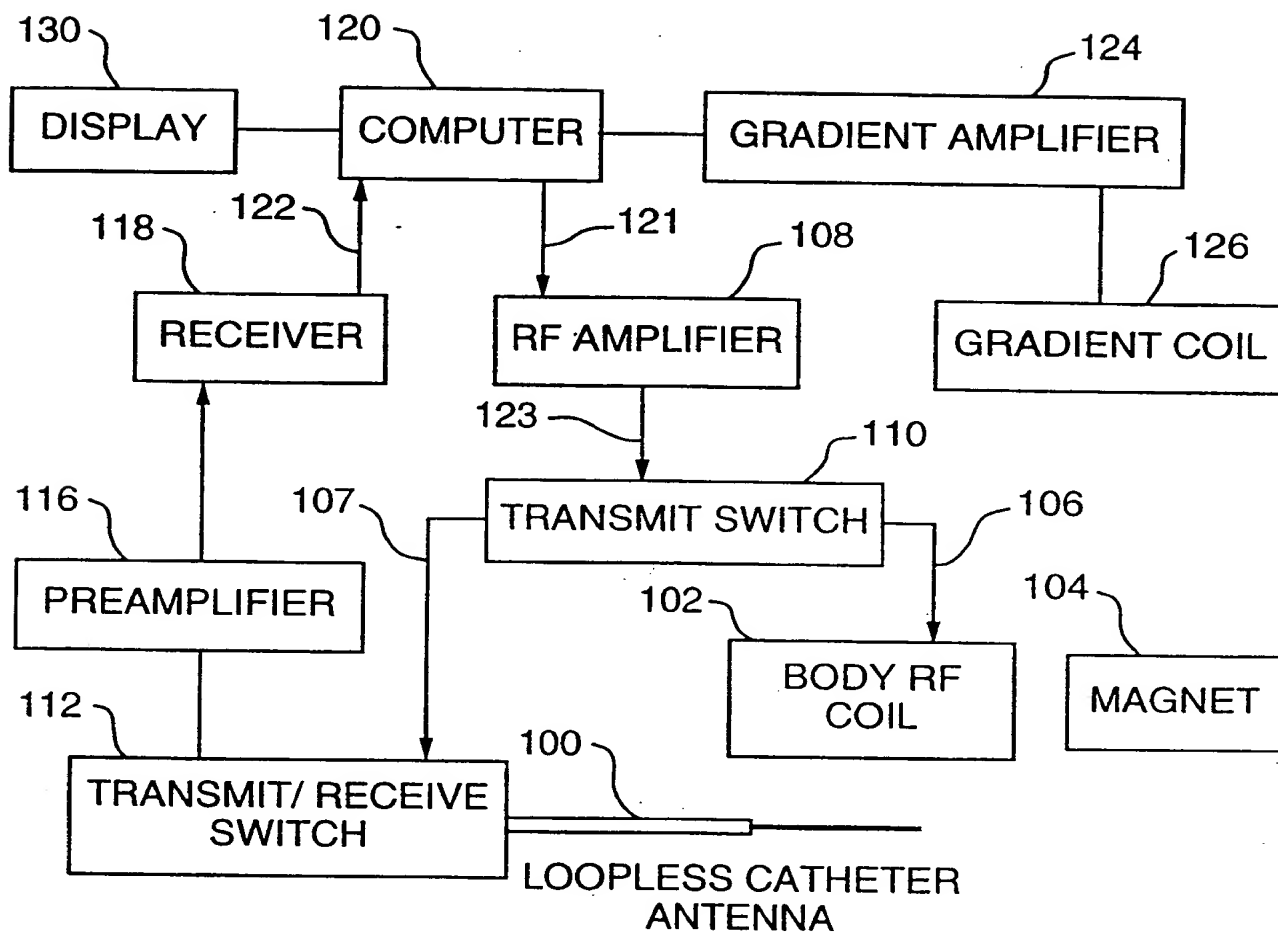 130
120
124
DISPLAY
COMPUTER
GRADIENT AMPLIFIER
122
121
118
108
126
RECEIVER
RF AMPLIFIER
GRADIENT COIL
123
110
116
107
TRANSMIT SWITCH
106
PREAMPLIFIER
102
104
BODY RF
COIL
MAGNET
112
100
TRANSMIT/ RECEIVE
SWITCH
LOOPLESS CATHETER
ANTENNA